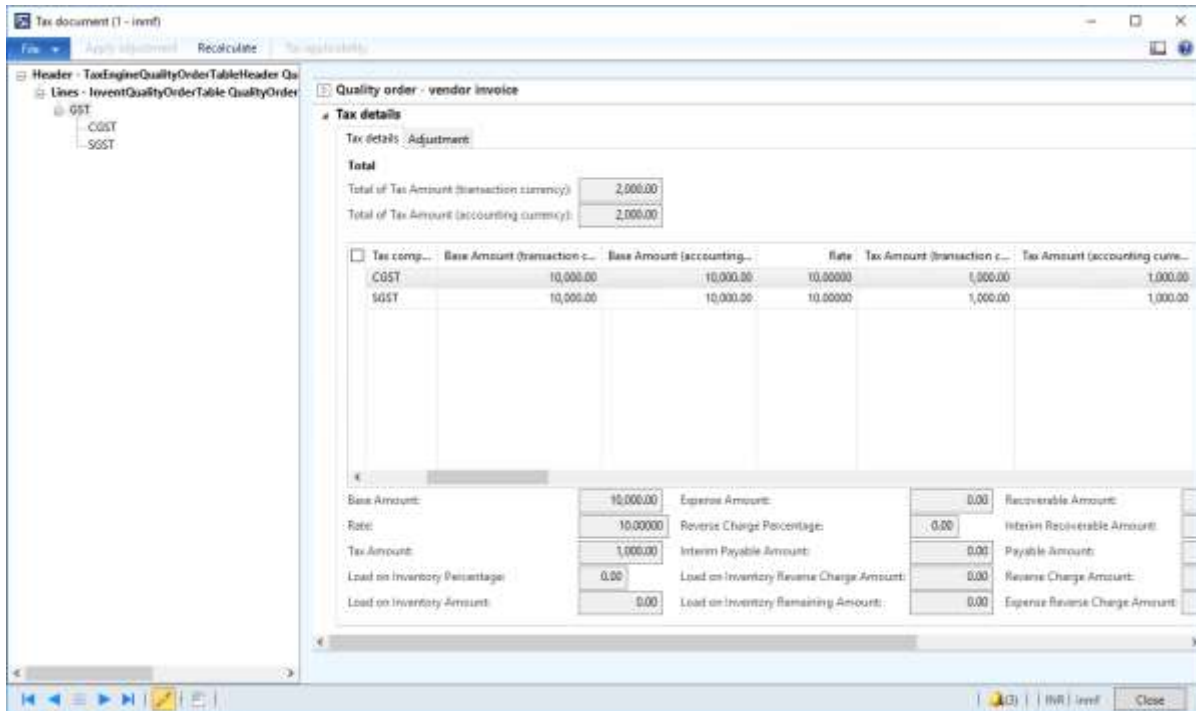 Tax document (1 - inmf)
File Apply adjustment Recalculate Tax applicability
Header - TaxEngineQualityOrderTableHeader Qa
Lines - InventQualityOrderTable QualityOrder
GST
CGST
SGST
Quality order - vendor invoice
Tax details
Tax details Adjustment
Total
Total of Tax Amount (transaction currency): 2,000.00
Total of Tax Amount (accounting currency): 2,000.00
Tax comp... Base Amount (transaction c... Base Amount (accounting... Rate Tax Amount (transaction c... Tax Amount (accounting curre...
CGST 10,000.00 10,000.00 10.00000 1,000.00 1,000.00
SGST 10,000.00 10,000.00 10.00000 1,000.00 1,000.00
Base Amount: 10,000.00 Expense Amount: 0.00 Recoverable Amount:
Rate: 10.00000 Reverse Charge Percentage: 0.00 Interim Recoverable Amount:
Tax Amount: 1,000.00 Interim Payable Amount: 0.00 Payable Amount:
Load on Inventory Percentage: 0.00 Load on Inventory Reverse Charge Amount: 0.00 Reverse Charge Amount:
Load on Inventory Amount: 0.00 Load on Inventory Remaining Amount: 0.00 Expense Reverse Charge Amount:
(3) INR inmf Close